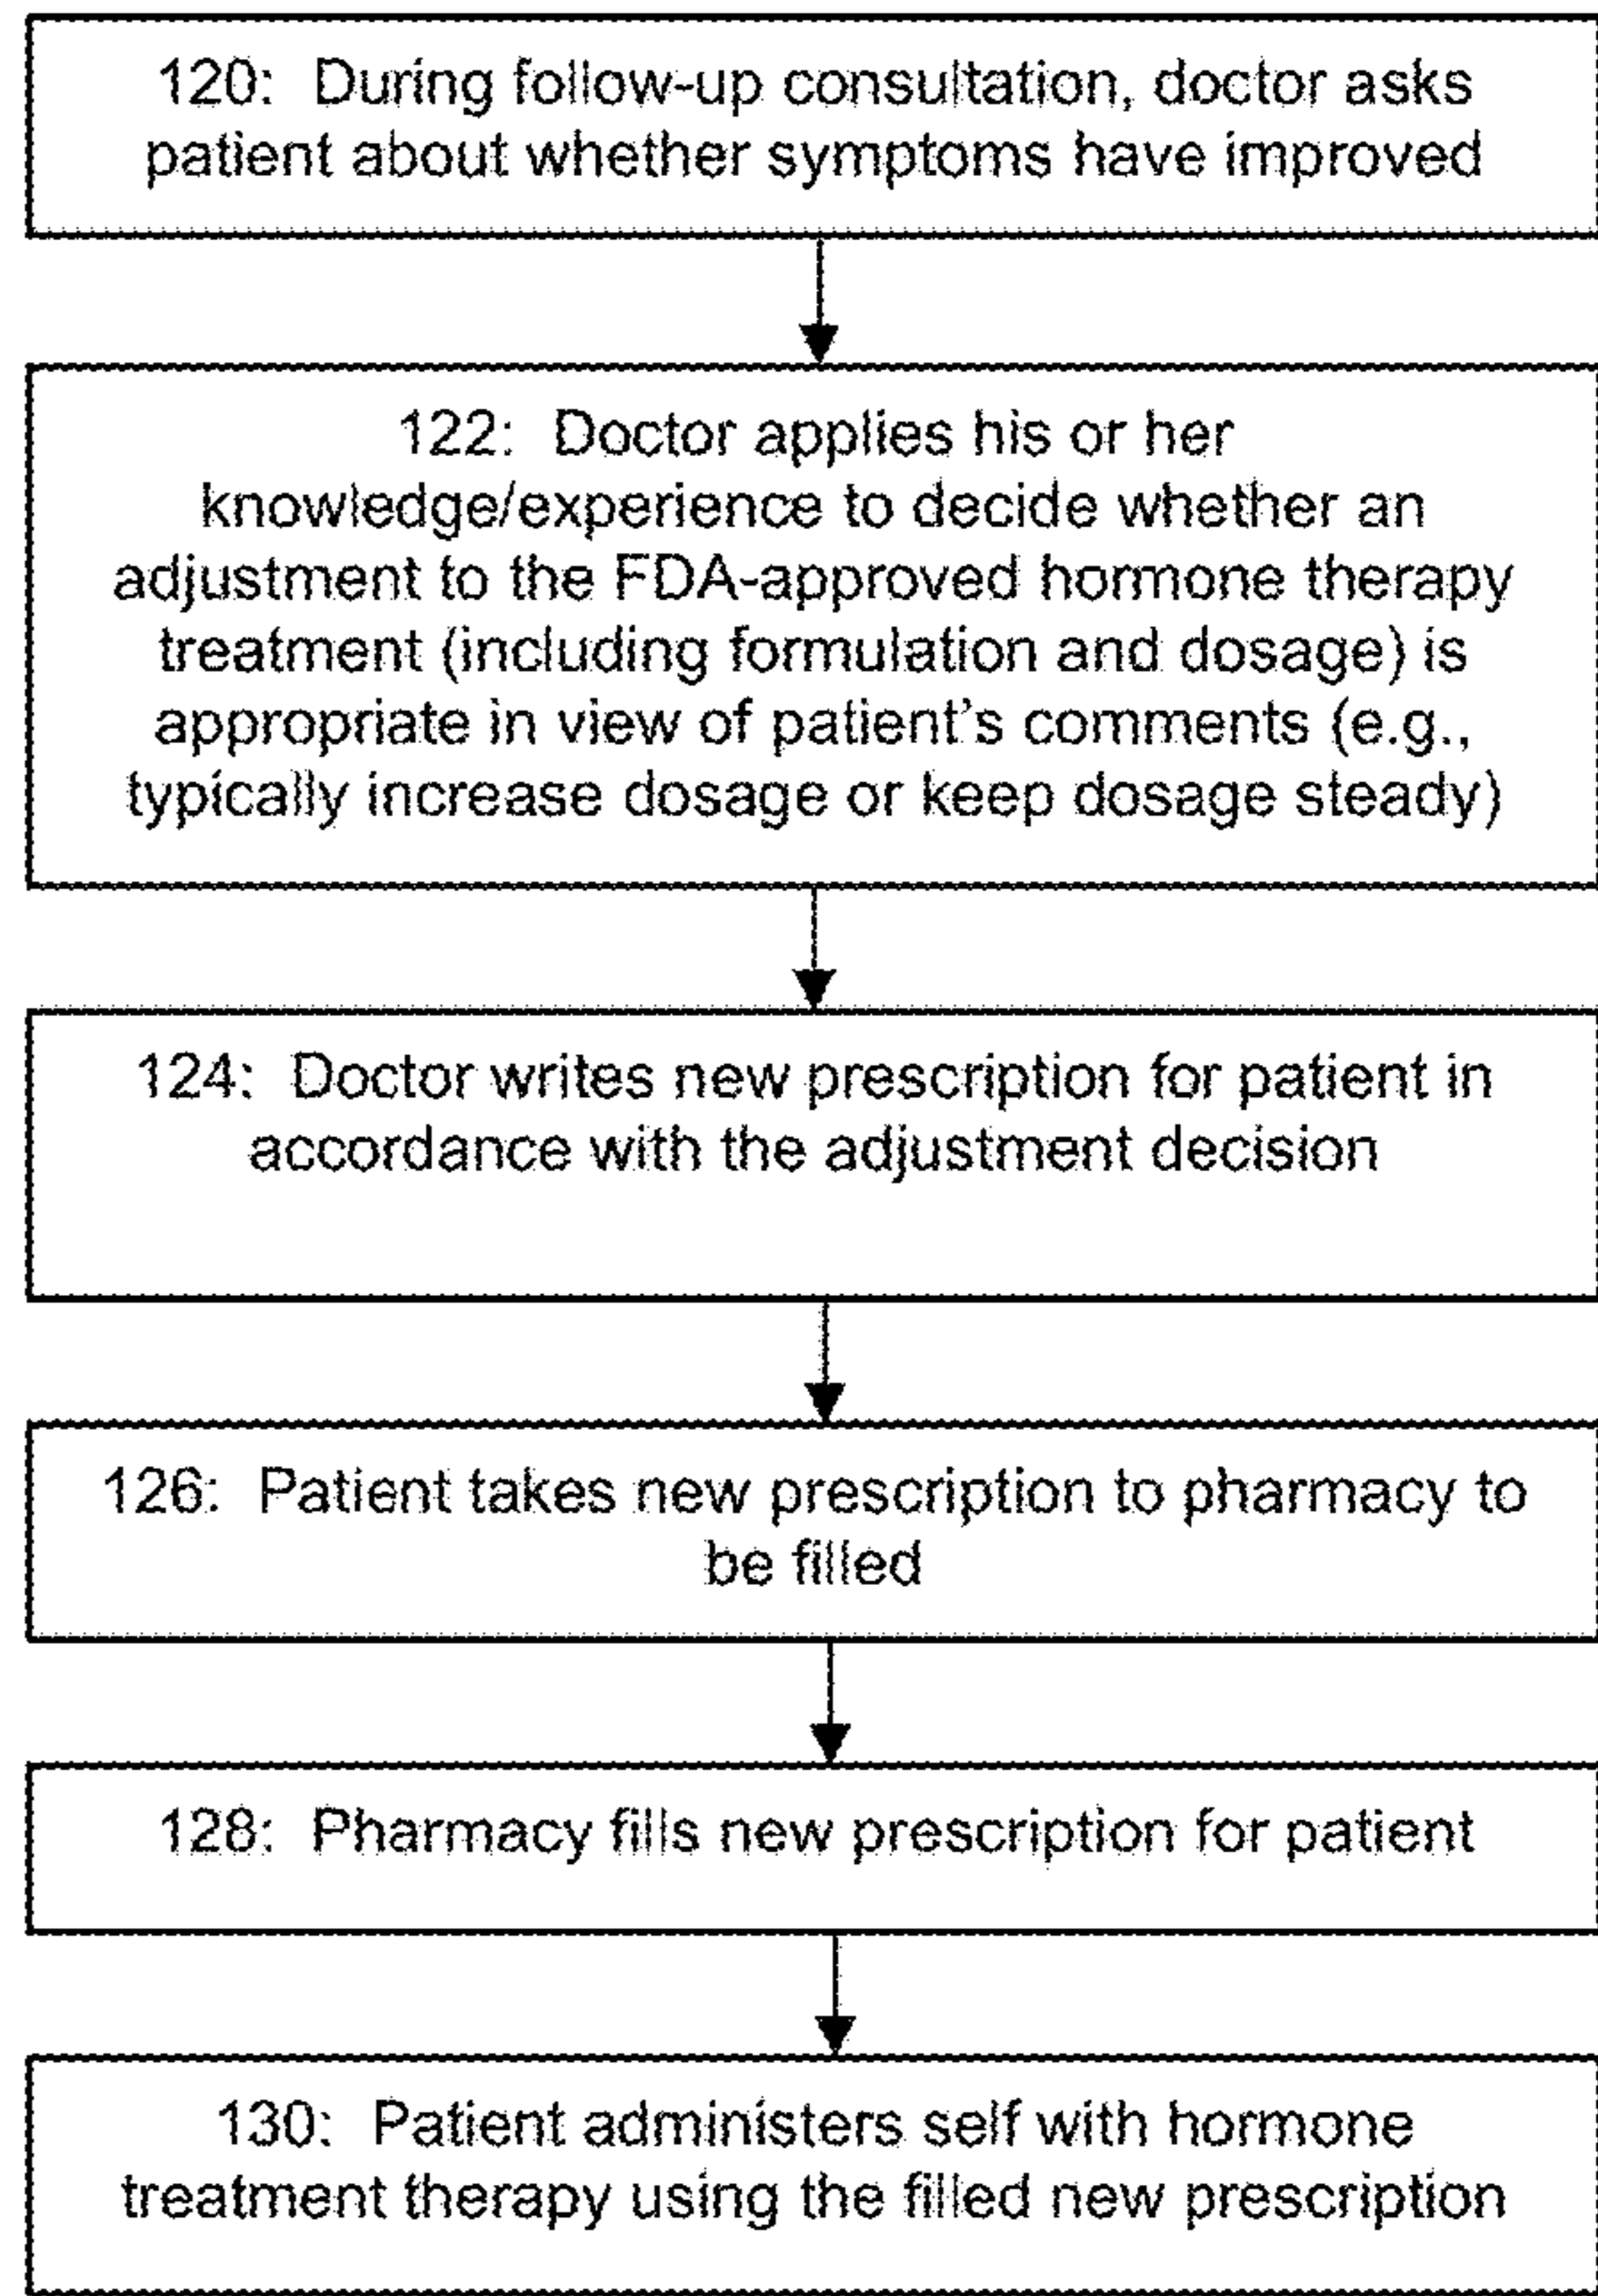 120: During follow-up consultation, doctor asks
patient about whether symptoms have improved
122: Doctor applies his or her
knowledge/experience to decide whether an
adjustment to the FDA-approved hormone therapy
treatment (including formulation and dosage) is
appropriate in view of patient's comments (e.g.,
typically increase dosage or keep dosage steady)
124: Doctor writes new prescription for patient in
accordance with the adjustment decision
126: Patient takes new prescription to pharmacy to
be filled
128: Pharmacy fills new prescription for patient
130: Patient administers self with hormone
treatment therapy using the filled new prescription